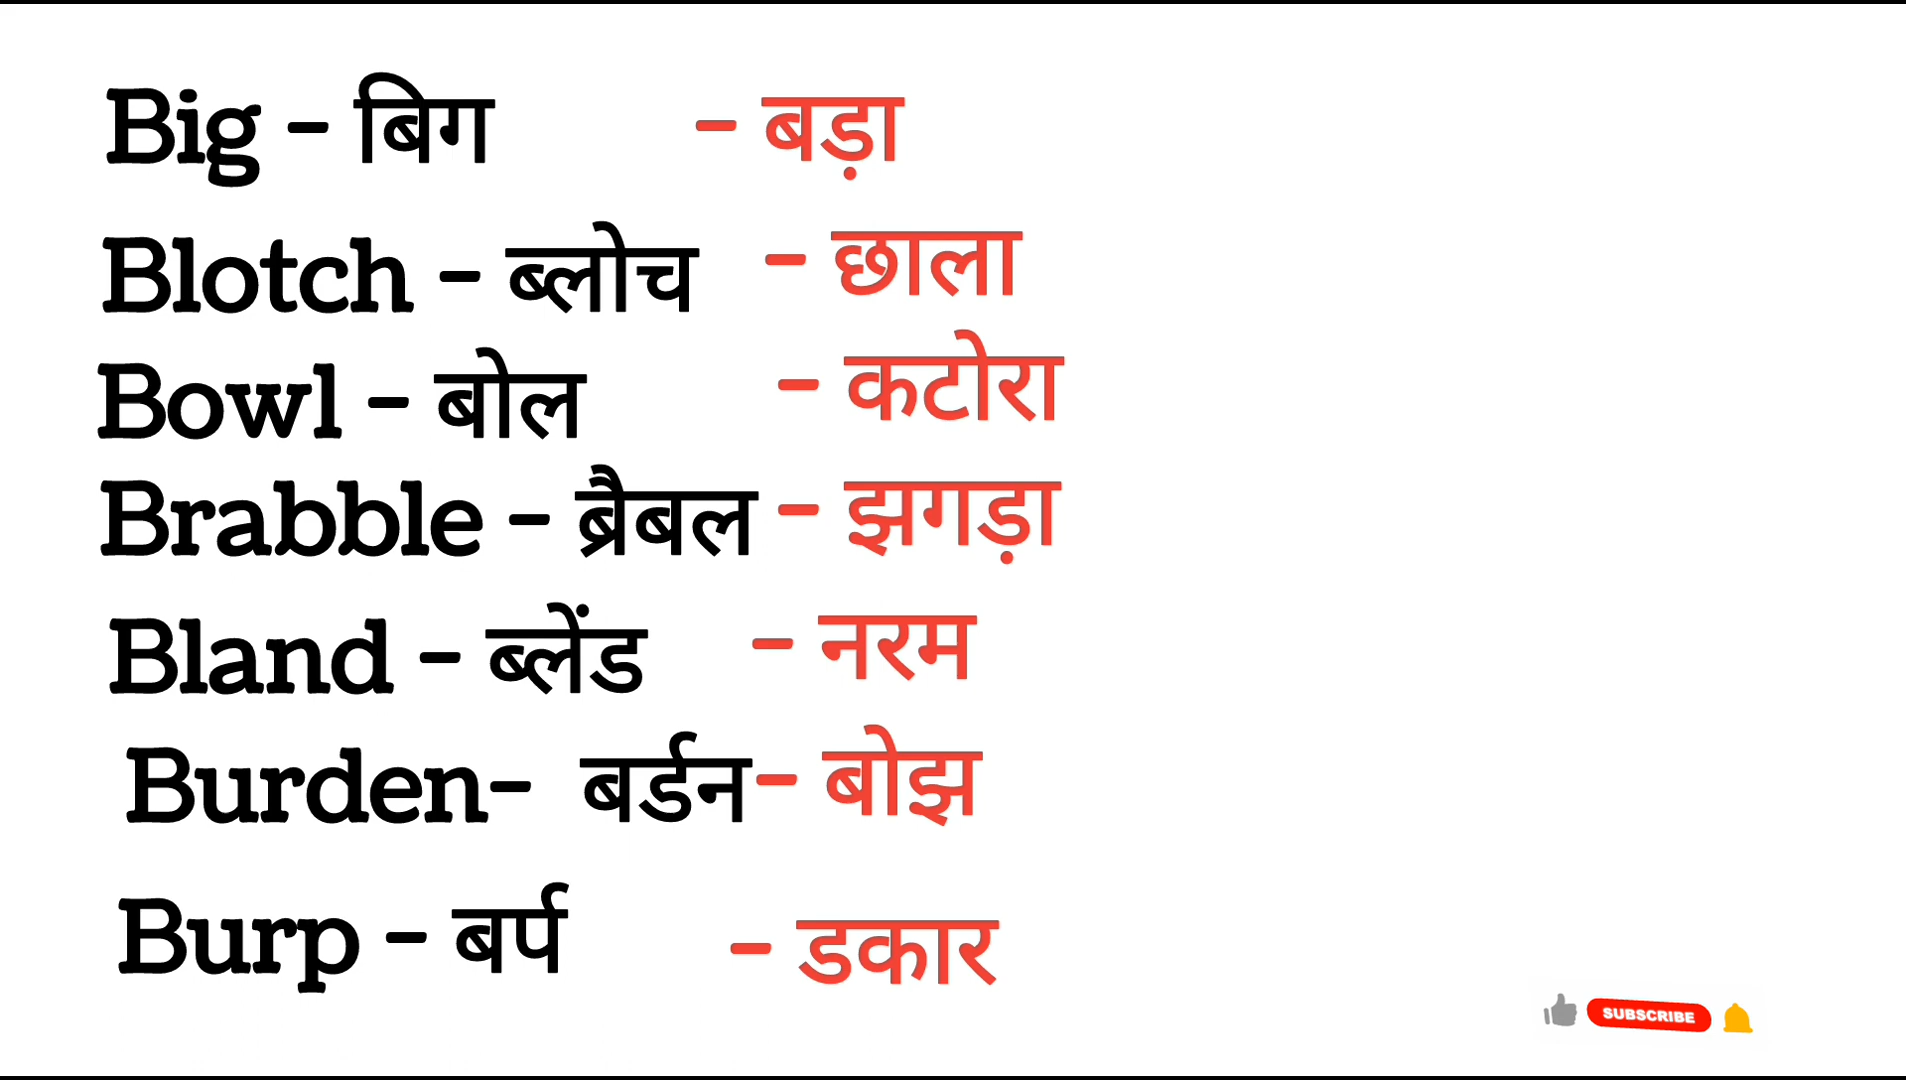 Big - बिग - बड़ा
Blotch - ब्लोच - छाला
Bowl - बोल - कटोरा
Brabble - ब्रैबल - झगड़ा
Bland - ब्लेंड - नरम
Burden- बर्डन - बोझ
Burp - बर्प - डकार
SUBSCRIBE